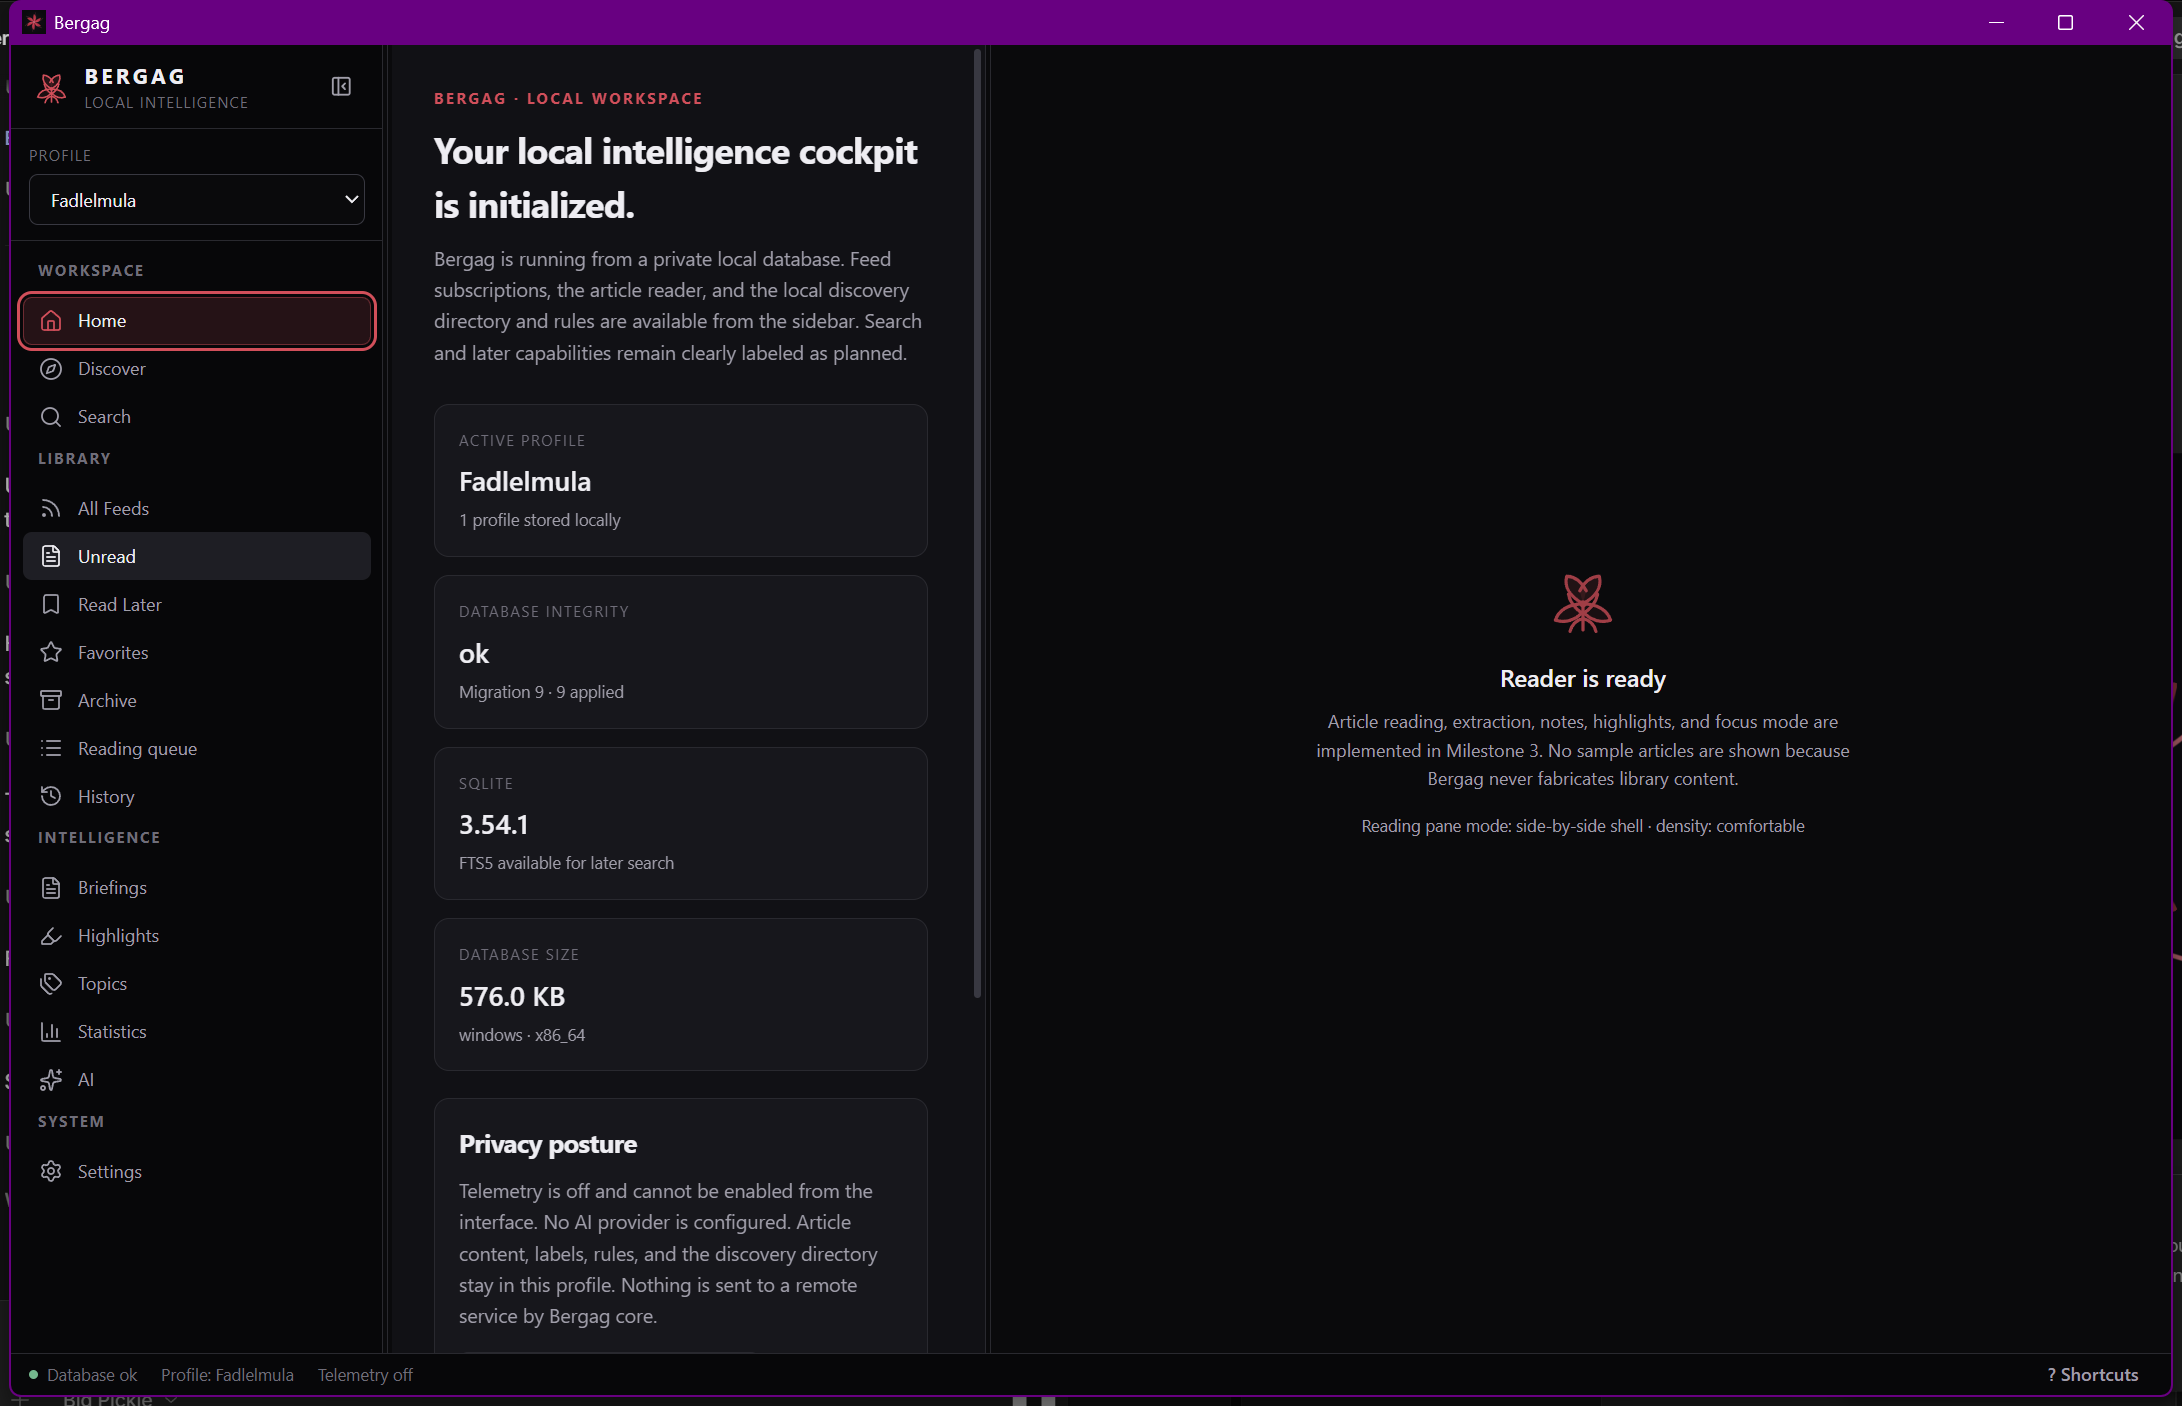 Bergag
BERGAG
LOCAL INTELLIGENCE
PROFILE
Fadlelmula
WORKSPACE
Home
Discover
Search
LIBRARY
All Feeds
Unread
Read Later
Favorites
Archive
Reading queue
History
INTELLIGENCE
Briefings
Highlights
Topics
Statistics
AI
SYSTEM
Settings
BERGAG · LOCAL WORKSPACE
Your local intelligence cockpit
is initialized.
Bergag is running from a private local database. Feed
subscriptions, the article reader, and the local discovery
directory and rules are available from the sidebar. Search
and later capabilities remain clearly labeled as planned.
ACTIVE PROFILE
Fadlelmula
1 profile stored locally
DATABASE INTEGRITY
ok
Migration 9 · 9 applied
SQLITE
3.54.1
FTS5 available for later search
DATABASE SIZE
576.0 KB
windows · x86_64
Privacy posture
Telemetry is off and cannot be enabled from the
interface. No AI provider is configured. Article
content, labels, rules, and the discovery directory
stay in this profile. Nothing is sent to a remote
service by Bergag core.
Reader is ready
Article reading, extraction, notes, highlights, and focus mode are
implemented in Milestone 3. No sample articles are shown because
Bergag never fabricates library content.
Reading pane mode: side-by-side shell · density: comfortable
Database ok
Profile: Fadlelmula
Telemetry off
? Shortcuts
Big Pickle